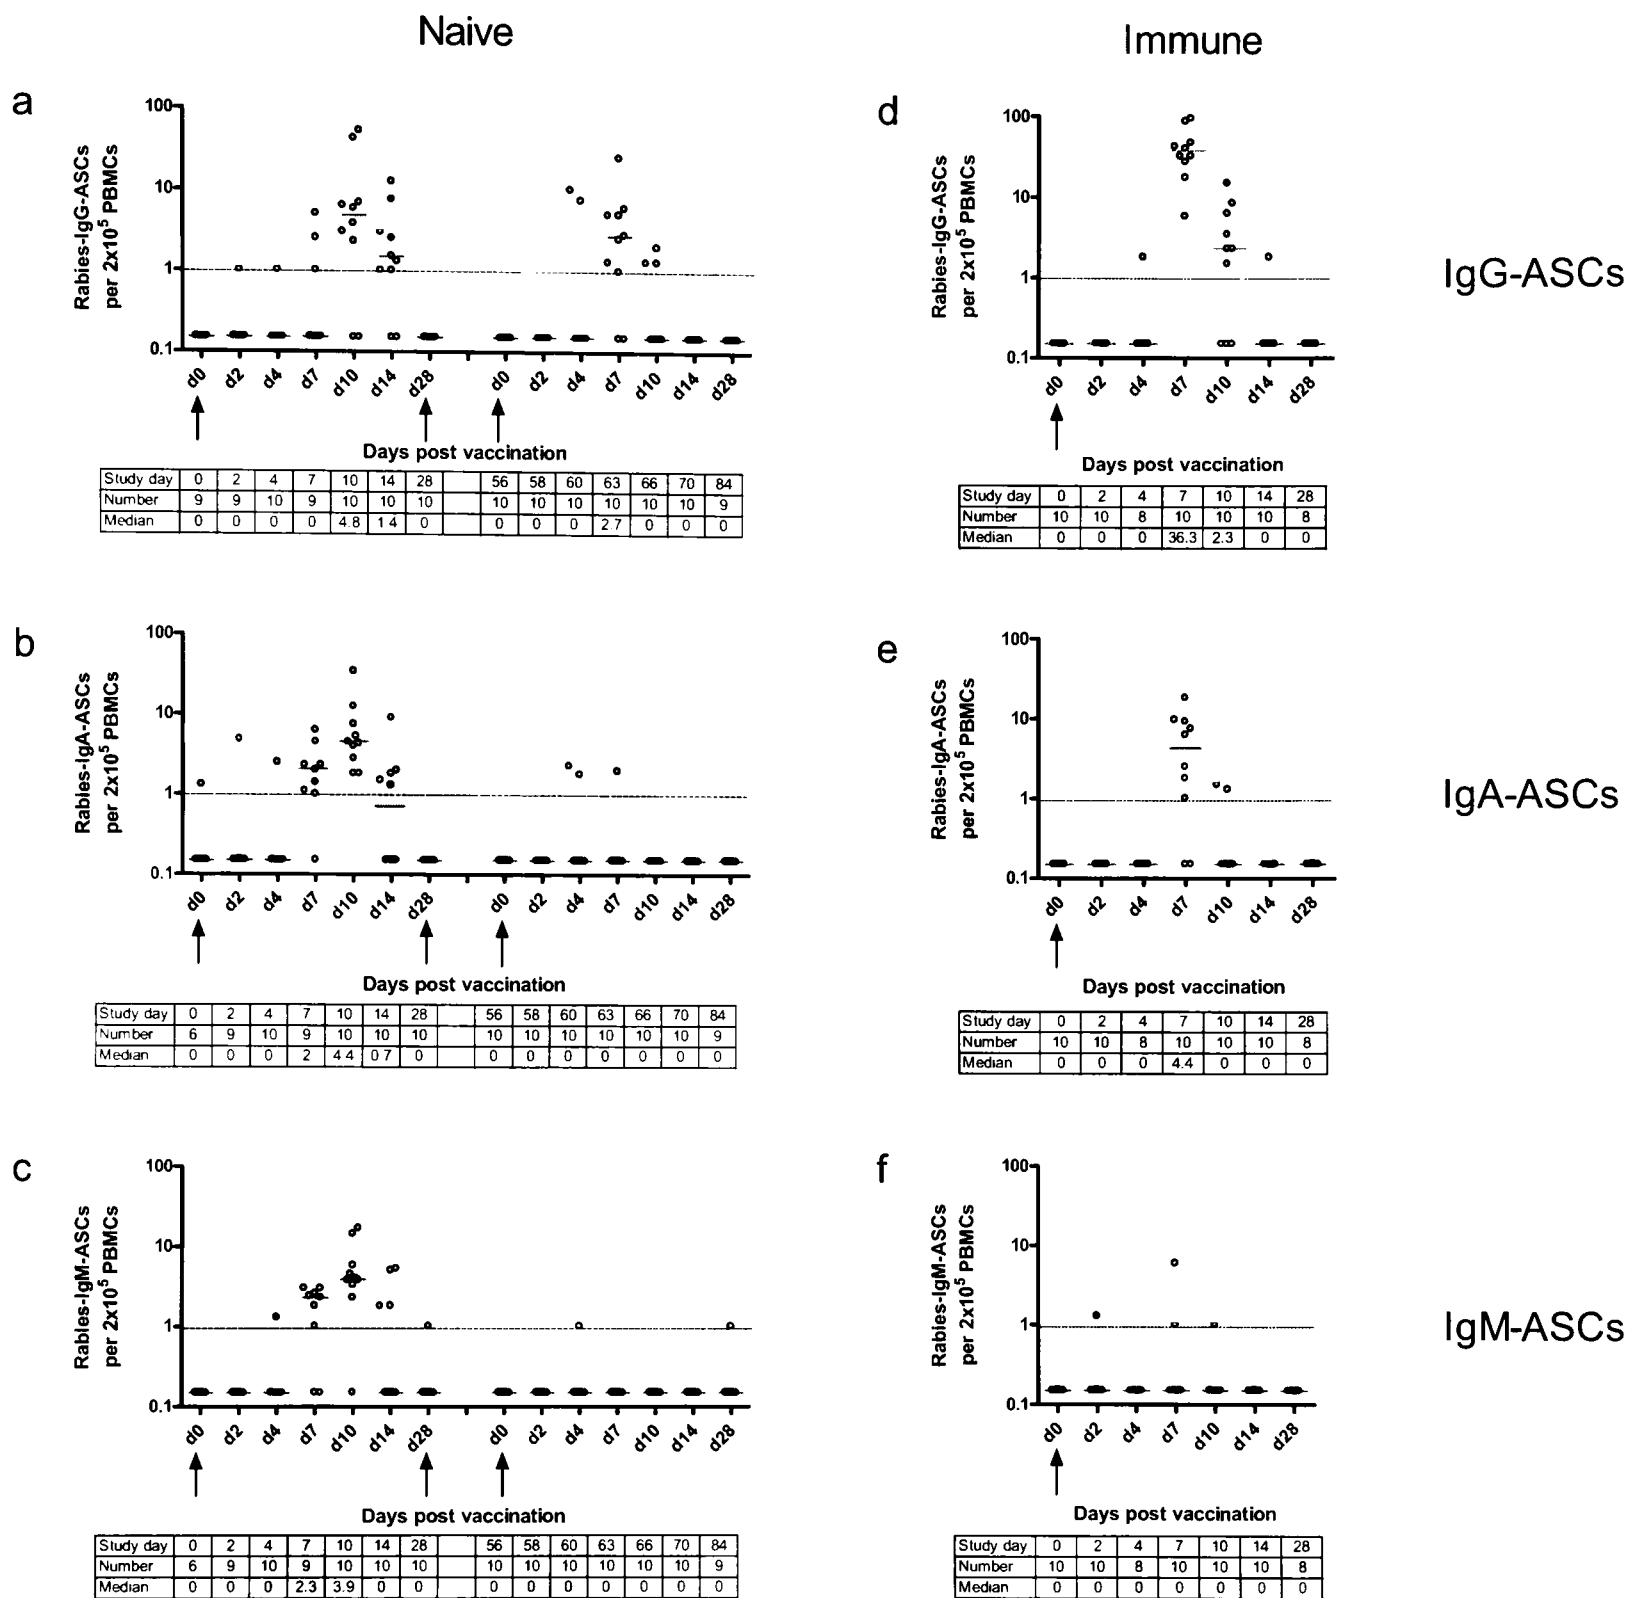 Naive
Immune
a
Rabies-IgG-ASCs
per 2x10⁵ PBMCs
100
10
1
0.1
d0 d2 d4 d7 d10 d14 d28 d0 d2 d4 d7 d10 d14 d28
Days post vaccination
Study day 0 2 4 7 10 14 28 56 58 60 63 66 70 84
Number 9 9 10 9 10 10 10 10 10 10 10 10 10 9
Median 0 0 0 0 4.8 1 4 0 0 0 0 2.7 0 0 0
d
Rabies-IgG-ASCs
per 2x10⁵ PBMCs
100
10
1
0.1
d0 d2 d4 d7 d10 d14 d28
Days post vaccination
Study day 0 2 4 7 10 14 28
Number 10 10 8 10 10 10 8
Median 0 0 0 36.3 2.3 0 0
IgG-ASCs
b
Rabies-IgA-ASCs
per 2x10⁵ PBMCs
100
10
1
0.1
d0 d2 d4 d7 d10 d14 d28 d0 d2 d4 d7 d10 d14 d28
Days post vaccination
Study day 0 2 4 7 10 14 28 56 58 60 63 66 70 84
Number 6 9 10 9 10 10 10 10 10 10 10 10 10 9
Median 0 0 0 2 4 4 0 7 0 0 0 0 0 0 0 0
e
Rabies-IgA-ASCs
per 2x10⁵ PBMCs
100
10
1
0.1
d0 d2 d4 d7 d10 d14 d28
Days post vaccination
Study day 0 2 4 7 10 14 28
Number 10 10 8 10 10 10 8
Median 0 0 0 4.4 0 0 0
IgA-ASCs
c
Rabies-IgM-ASCs
per 2x10⁵ PBMCs
100
10
1
0.1
d0 d2 d4 d7 d10 d14 d28 d0 d2 d4 d7 d10 d14 d28
Days post vaccination
Study day 0 2 4 7 10 14 28 56 58 60 63 66 70 84
Number 6 9 10 9 10 10 10 10 10 10 10 10 10 9
Median 0 0 0 2.3 3.9 0 0 0 0 0 0 0 0 0
f
Rabies-IgM-ASCs
per 2x10⁵ PBMCs
100
10
1
0.1
d0 d2 d4 d7 d10 d14 d28
Days post vaccination
Study day 0 2 4 7 10 14 28
Number 10 10 8 10 10 10 8
Median 0 0 0 0 0 0 0
IgM-ASCs